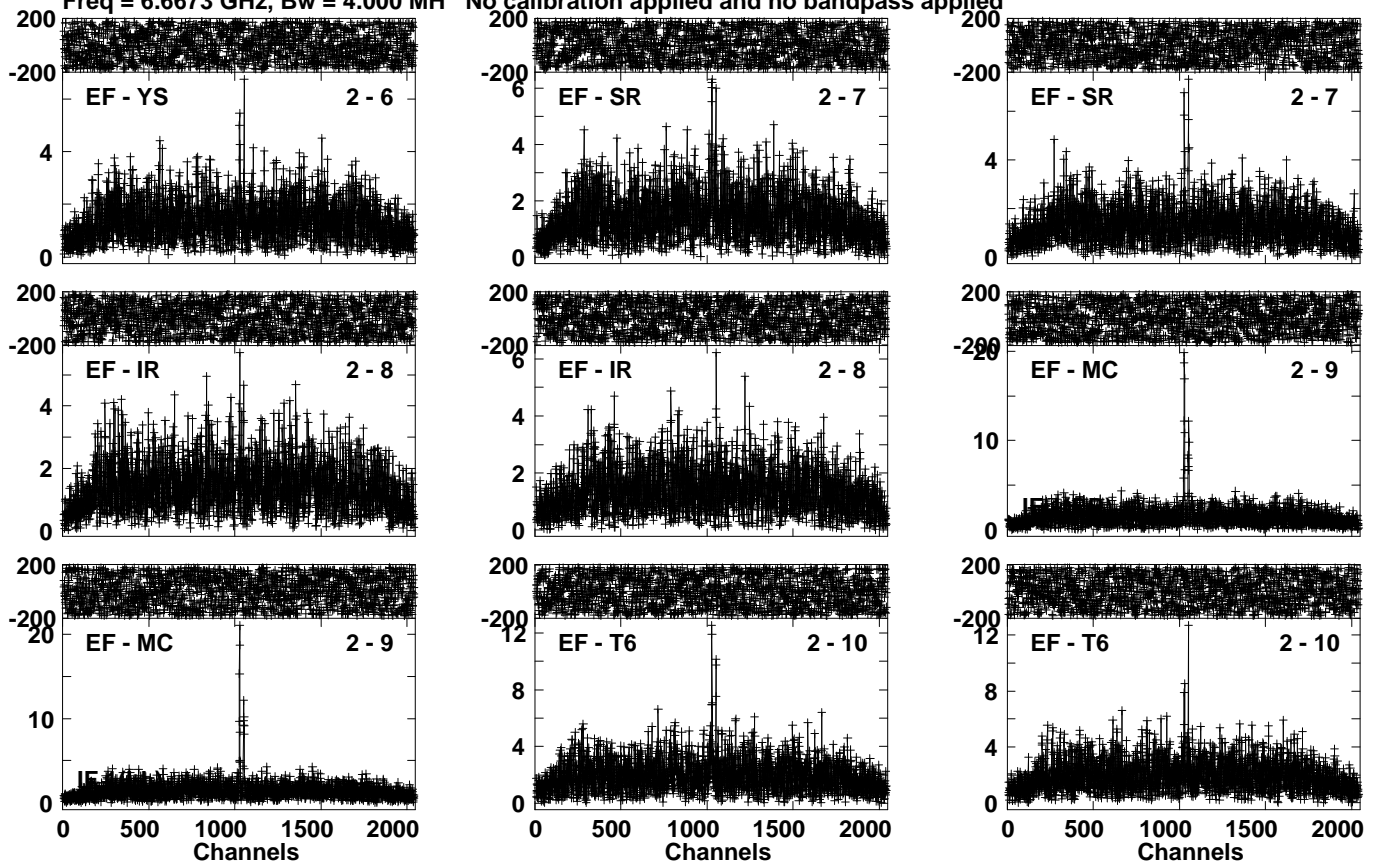 Freq = 6.6673 GHz, Bw = 4.000 MH No calibration applied and no bandpass applied
200 200 200
-200 -200 -200
EF - YS 2 - 6 EF - SR 2 - 7 EF - SR 2 - 7
6
4 4 4
2
0 0 0
200 200 200
-200 -200 -200
EF - IR 2 - 8 EF - IR 2 - 8 EF - MC 2 - 9
6 20
4 4 10
2 2
0 0 0
200 200 200
-200 -200 -200
EF - MC 2 - 9 EF - T6 2 - 10 EF - T6 2 - 10
20 12 12
10 8 8
4 4
0 0 0
0 500 1000 1500 2000 0 500 1000 1500 2000 0 500 1000 1500 2000
Channels Channels Channels